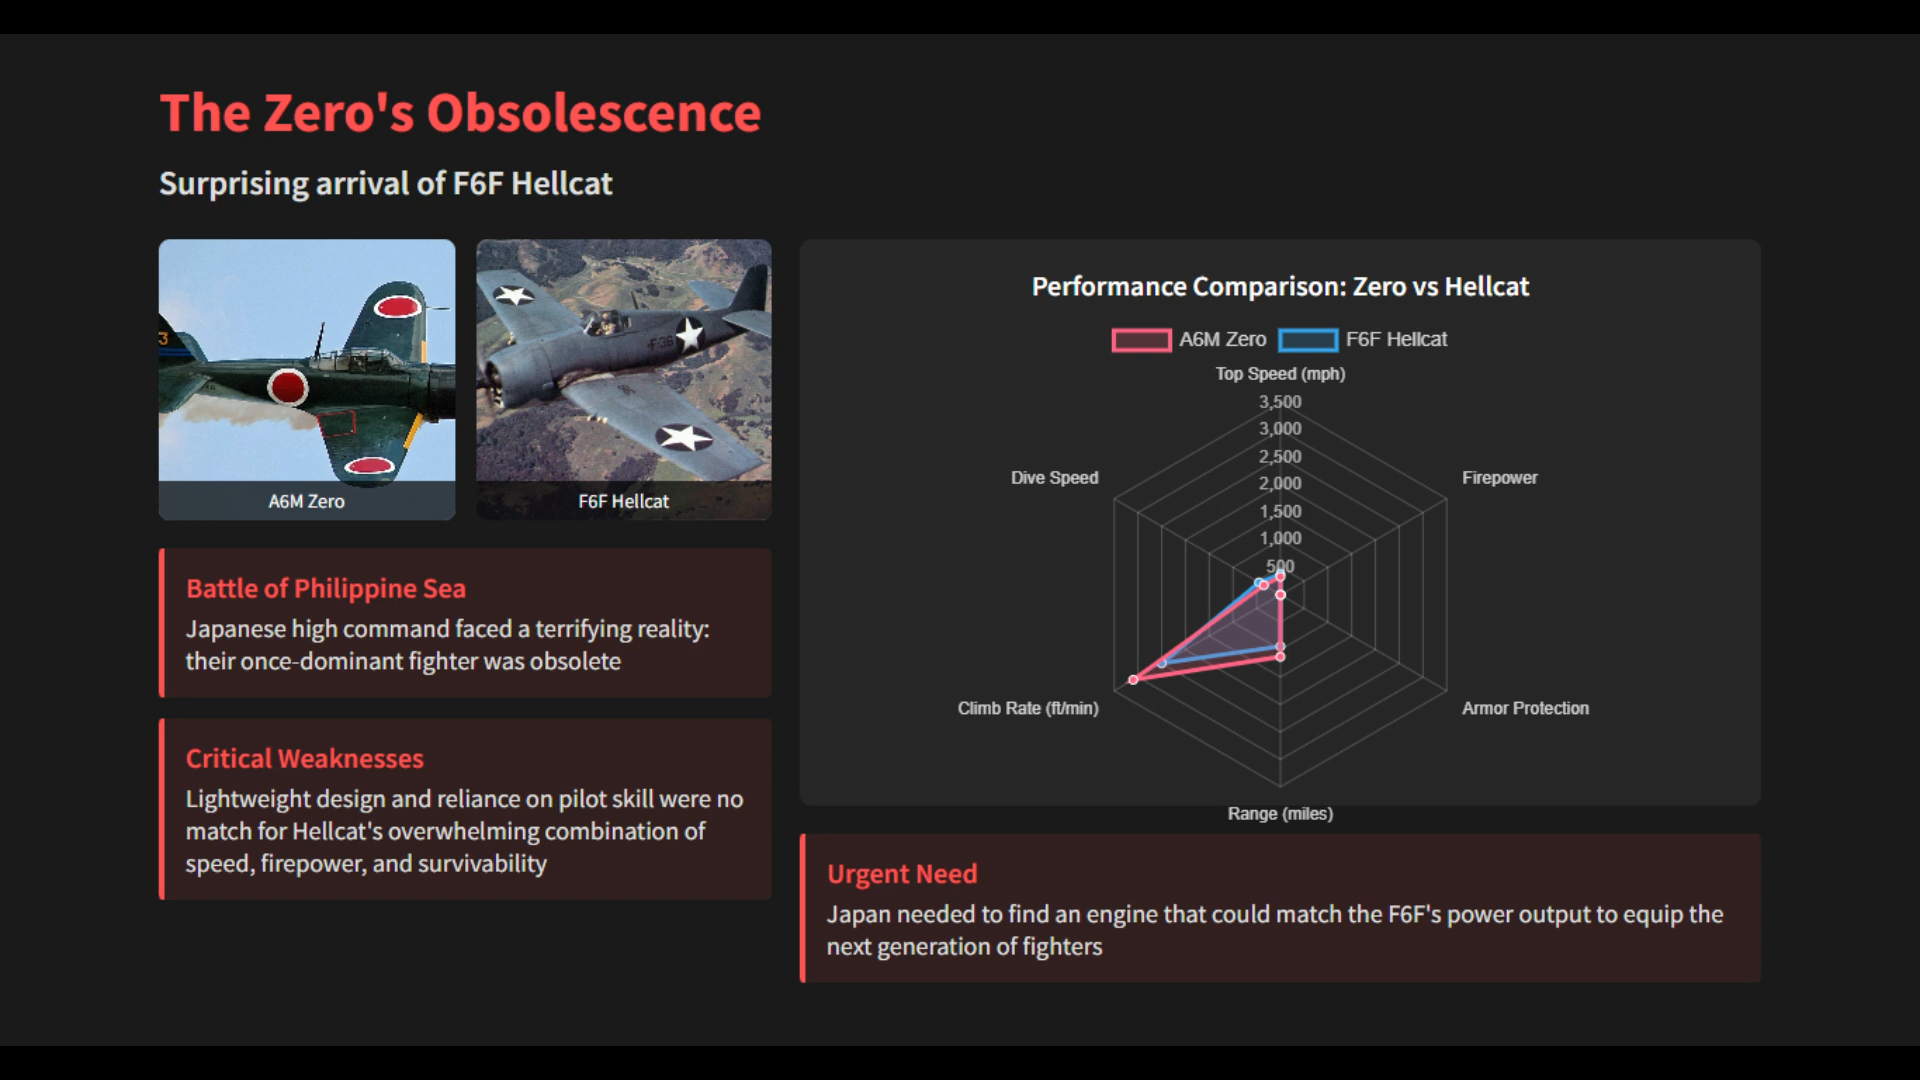 The Zero's Obsolescence
Surprising arrival of F6F Hellcat
3
F36
A6M Zero
F6F Hellcat
Battle of Philippine Sea
Japanese high command faced a terrifying reality:
their once-dominant fighter was obsolete
Critical Weaknesses
Lightweight design and reliance on pilot skill were no
match for Hellcat's overwhelming combination of
speed, firepower, and survivability
Performance Comparison: Zero vs Hellcat
A6M Zero
F6F Hellcat
Top Speed (mph)
3,500
3,000
2,500
2,000
1,500
1,000
500
Dive Speed
Firepower
Climb Rate (ft/min)
Armor Protection
Range (miles)
Urgent Need
Japan needed to find an engine that could match the F6F's power output to equip the
next generation of fighters